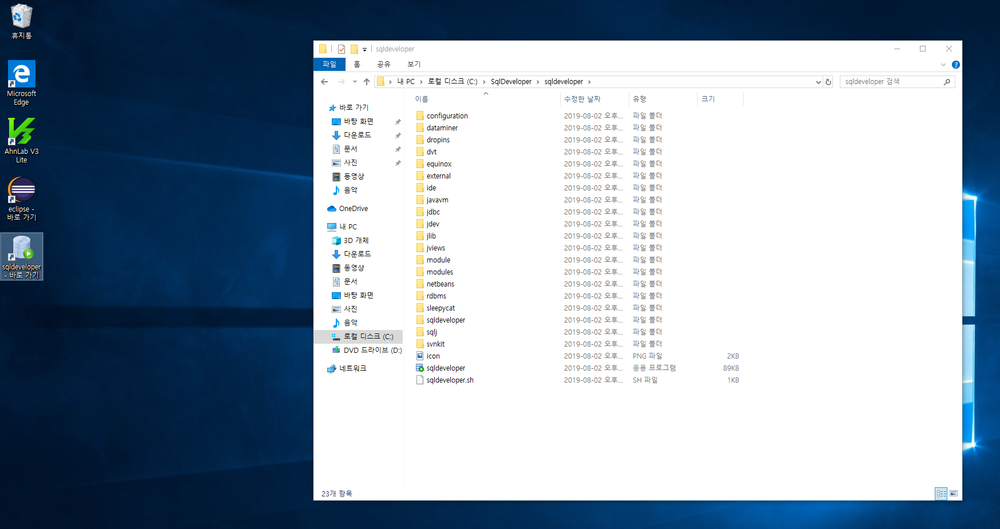 휴지통
Microsoft
Edge
AhnLab V3
Lite
eclipse -
바로 가기
sqldeveloper
- 바로 가기
sqldeveloper
파일 홈 공유 보기
내 PC 로컬 디스크 (C:) SqlDeveloper sqldeveloper
sqldeveloper 검색
바로 가기
바탕 화면
다운로드
문서
사진
동영상
음악
OneDrive
내 PC
3D 개체
다운로드
동영상
문서
바탕 화면
사진
음악
로컬 디스크 (C:)
DVD 드라이브 (D:)
네트워크
이름 수정한 날짜 유형 크기
configuration 2019-08-02 오후... 파일 폴더
dataminer 2019-08-02 오후... 파일 폴더
dropins 2019-08-02 오후... 파일 폴더
dvt 2019-08-02 오후... 파일 폴더
equinox 2019-08-02 오후... 파일 폴더
external 2019-08-02 오후... 파일 폴더
ide 2019-08-02 오후... 파일 폴더
javavm 2019-08-02 오후... 파일 폴더
jdbc 2019-08-02 오후... 파일 폴더
jdev 2019-08-02 오후... 파일 폴더
jlib 2019-08-02 오후... 파일 폴더
jviews 2019-08-02 오후... 파일 폴더
module 2019-08-02 오후... 파일 폴더
modules 2019-08-02 오후... 파일 폴더
netbeans 2019-08-02 오후... 파일 폴더
rdbms 2019-08-02 오후... 파일 폴더
sleepycat 2019-08-02 오후... 파일 폴더
sqldeveloper 2019-08-02 오후... 파일 폴더
sqlj 2019-08-02 오후... 파일 폴더
svnkit 2019-08-02 오후... 파일 폴더
icon 2019-08-02 오후... PNG 파일 2KB
sqldeveloper 2019-08-02 오후... 응용 프로그램 89KB
sqldeveloper.sh 2019-08-02 오후... SH 파일 1KB
23개 항목